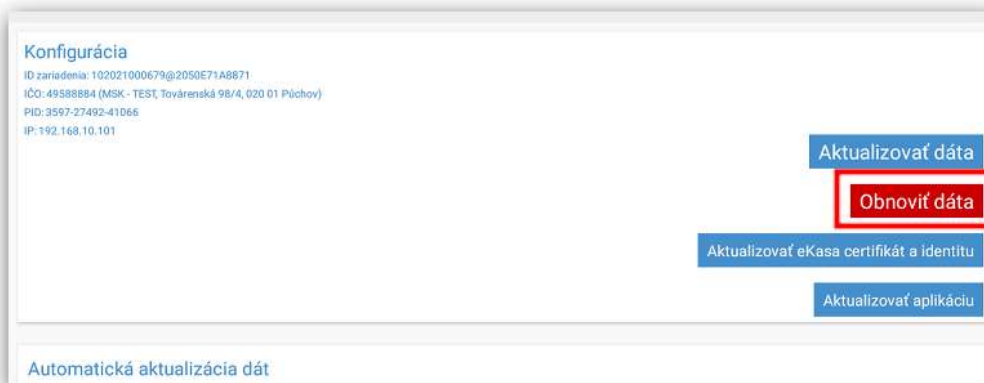 Konfigurácia
ID zariadenia: 102021000679@2050E71A8871
IČO: 49588884 (MSK - TEST, Továrenská 98/4, 020 01 Púchov)
PID: 3597-27492-41066
IP: 192.168.10.101
Aktualizovať dáta
Obnoviť dáta
Aktualizovať eKasa certifikát a identitu
Aktualizovať aplikáciu
Automatická aktualizácia dát